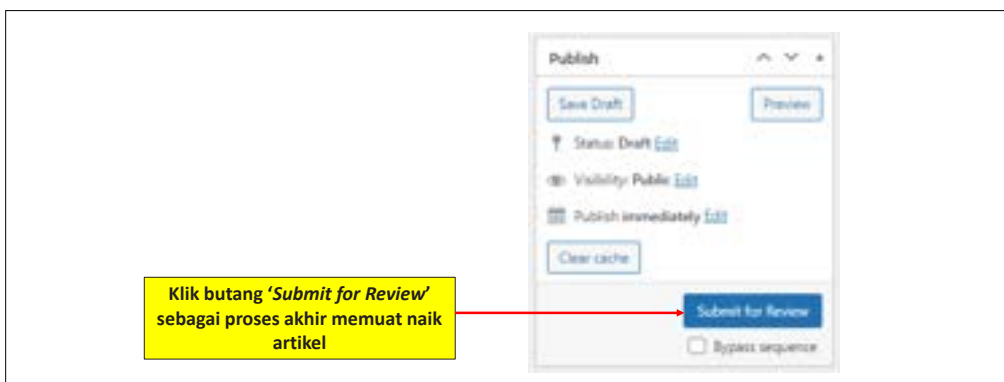 Publish
Save Draft
Preview
Status: Draft Edit
Visibility: Public Edit
Publish immediately Edit
Clear cache
Klik butang ‘Submit for Review’
sebagai proses akhir memuat naik
artikel
Submit for Review
Bypass sequence